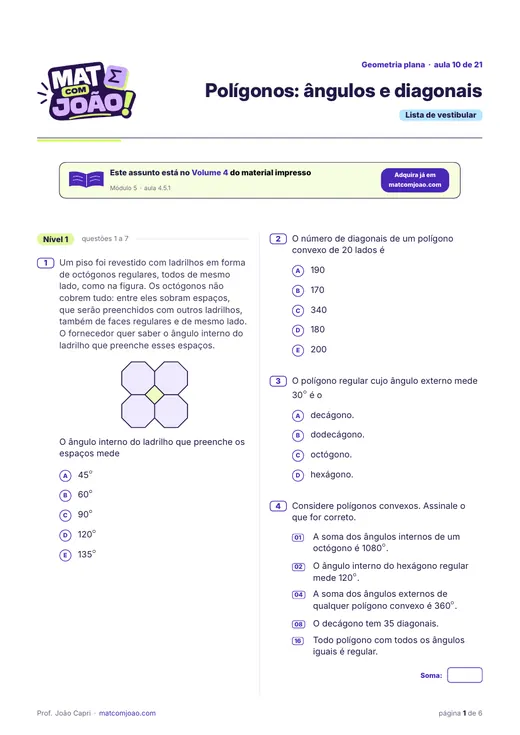 MAT Σ
COM
JOÃO!
Geometria plana · aula 10 de 21
Polígonos: ângulos e diagonais
Lista de vestibular
Este assunto está no Volume 4 do material impresso
Módulo 5 · aula 4.5.1
Adquira já em
matcomjoao.com
Nível 1 questões 1 a 7
1 Um piso foi revestido com ladrilhos em forma
de octógonos regulares, todos de mesmo
lado, como na figura. Os octógonos não
cobrem tudo: entre eles sobram espaços,
que serão preenchidos com outros ladrilhos,
também de faces regulares e de mesmo lado.
O fornecedor quer saber o ângulo interno do
ladrilho que preenche esses espaços.
O ângulo interno do ladrilho que preenche os
espaços mede
A 45°
B 60°
C 90°
D 120°
E 135°
2 O número de diagonais de um polígono
convexo de 20 lados é
A 190
B 170
C 340
D 180
E 200
3 O polígono regular cujo ângulo externo mede
30° é o
A decágono.
B dodecágono.
C octógono.
D hexágono.
4 Considere polígonos convexos. Assinale o
que for correto.
01 A soma dos ângulos internos de um
octógono é 1080°.
02 O ângulo interno do hexágono regular
mede 120°.
04 A soma dos ângulos externos de
qualquer polígono convexo é 360°.
08 O decágono tem 35 diagonais.
16 Todo polígono com todos os ângulos
iguais é regular.
Soma:
Prof. João Capri · matcomjoao.com
página 1 de 6